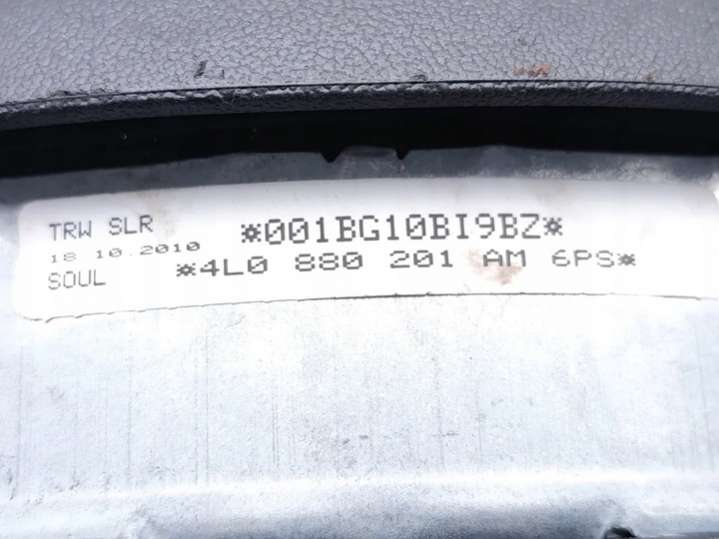 TRW SLR *001BG10BI9BZ*
18 10.2010
SOUL *4L0 880 201 AM 6PS*